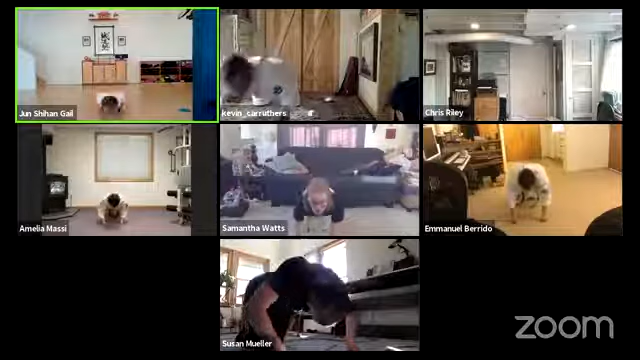 Jun Shihan Gail
kevin_carruthers
Chris Riley
Amelia Massi
Samantha Watts
Emmanuel Berrido
Susan Mueller
zoom